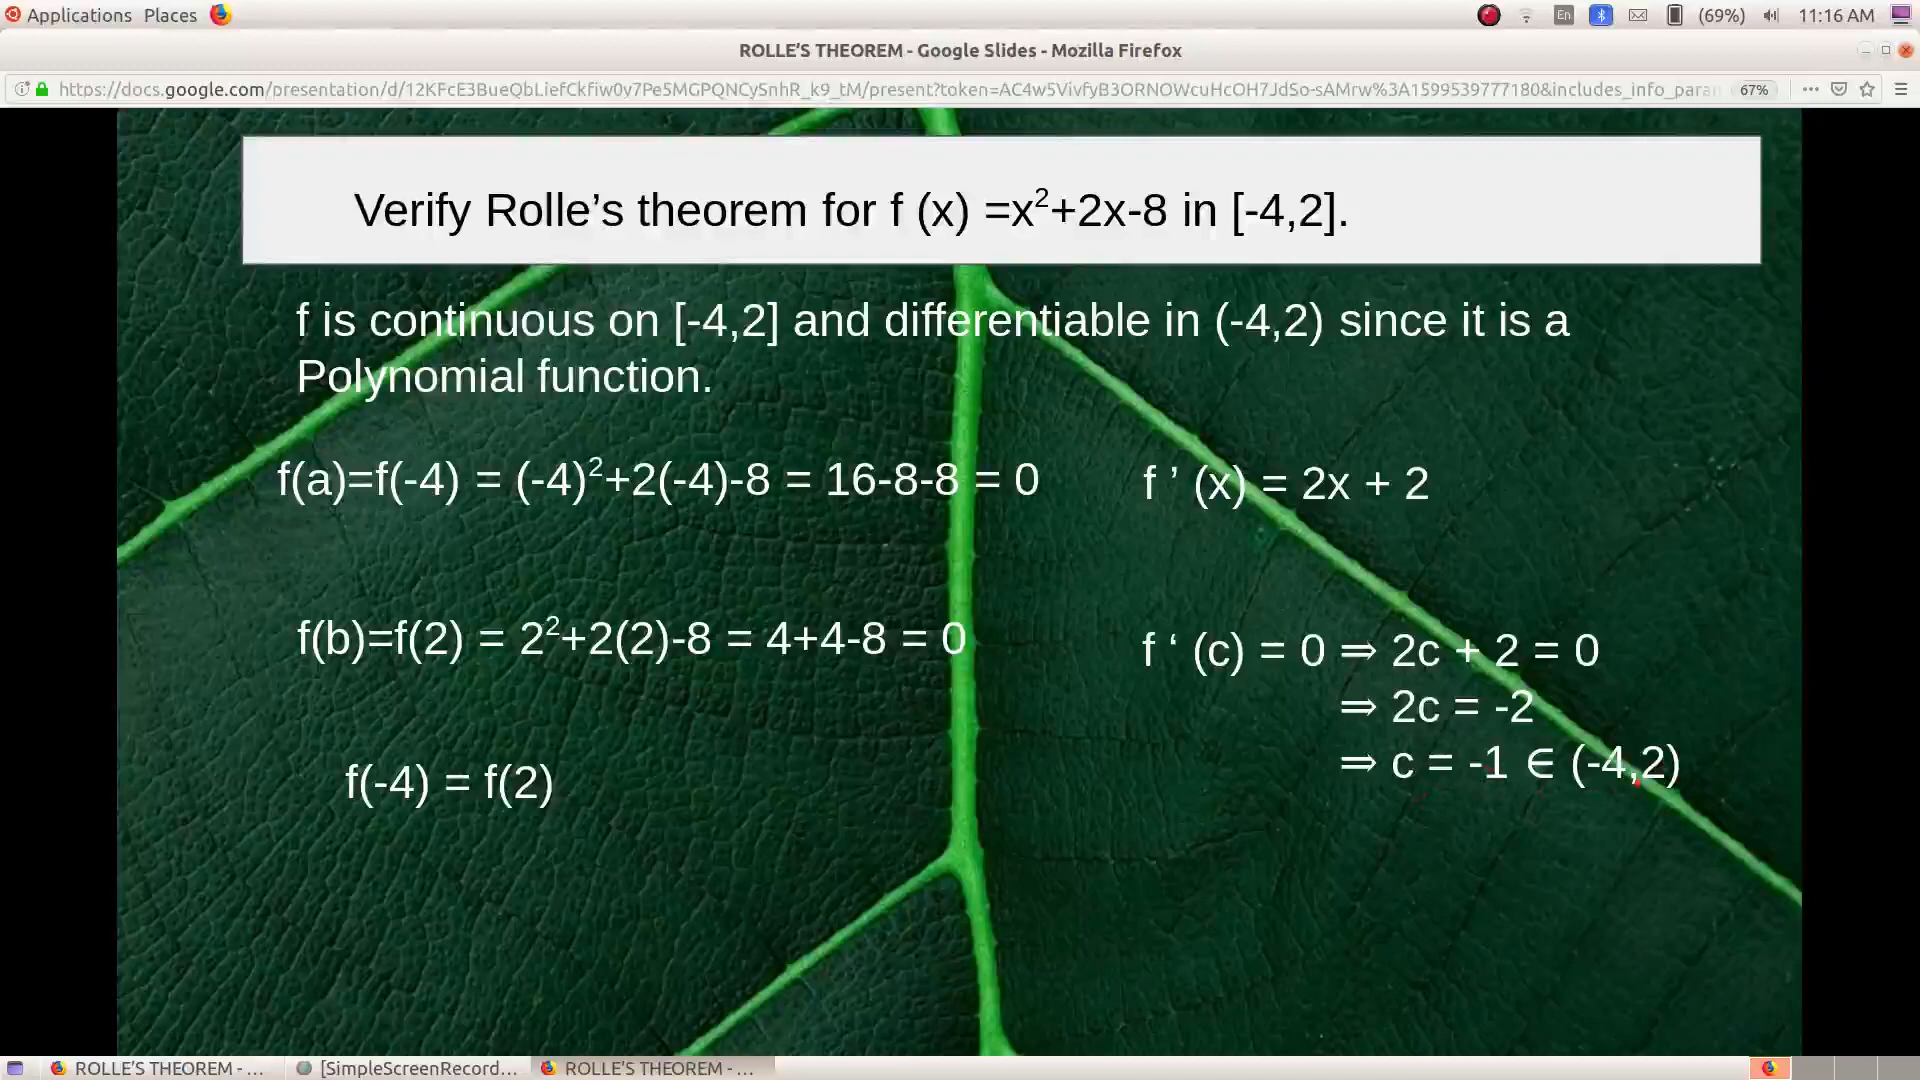 Applications Places
En (69%) 11:16 AM
ROLLE'S THEOREM - Google Slides - Mozilla Firefox
https://docs.google.com/presentation/d/12KFcE3BueQbLiefCkfiw0v7Pe5MGPQNCySnhR_k9_tM/present?token=AC4w5VivfyB3ORNOWcuHcOH7JdSo-sAMrw%3A1599539777180&includes_info_param 67%
Verify Rolle’s theorem for f (x) =x²+2x-8 in [-4,2].
f is continuous on [-4,2] and differentiable in (-4,2) since it is a
Polynomial function.
f(a)=f(-4) = (-4)²+2(-4)-8 = 16-8-8 = 0
f(b)=f(2) = 2²+2(2)-8 = 4+4-8 = 0
f(-4) = f(2)
f ’ (x) = 2x + 2
f ‘ (c) = 0 ⇒ 2c + 2 = 0
⇒ 2c = -2
⇒ c = -1 ∈ (-4,2)
ROLLE'S THEOREM - ... [SimpleScreenRecord... ROLLE'S THEOREM - ...